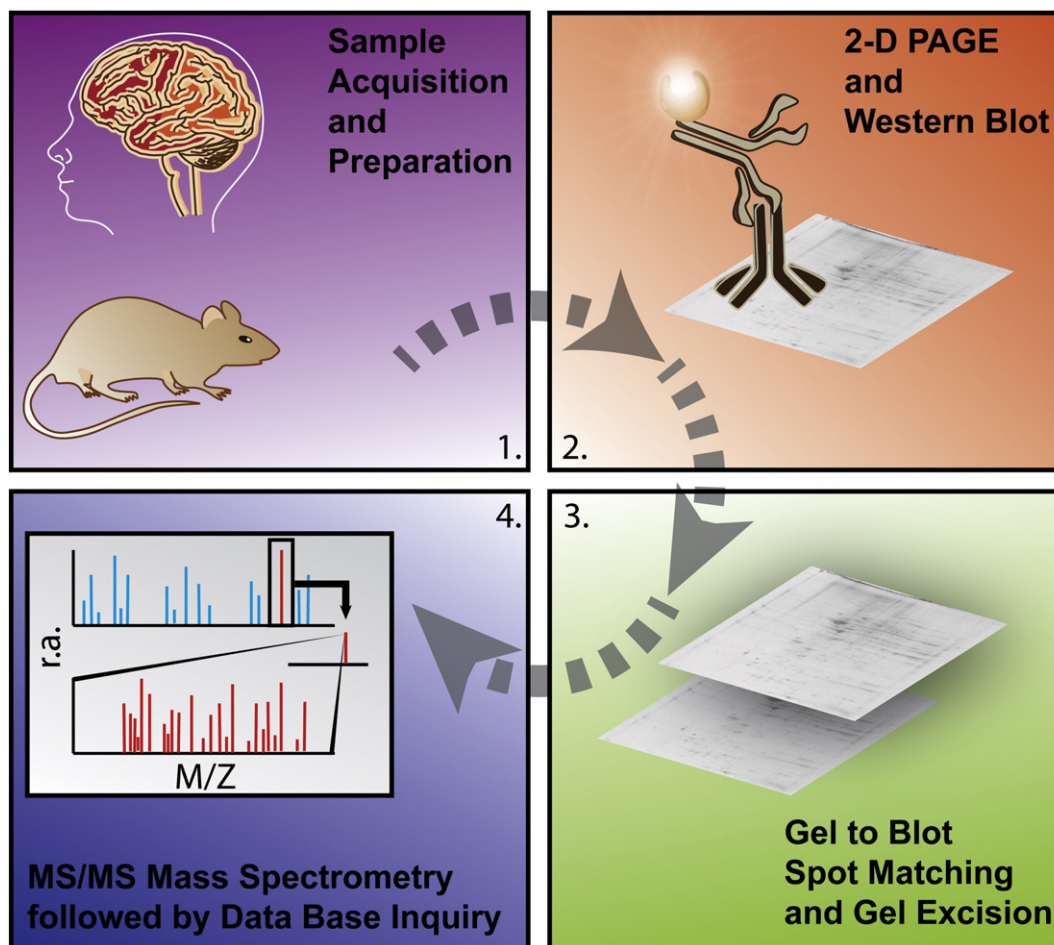 Sample
Acquisition
and
Preparation
1.
2-D PAGE
and
Western Blot
2.
3.
Gel to Blot
Spot Matching
and Gel Excision
4.
r.a.
M/Z
MS/MS Mass Spectrometry
followed by Data Base Inquiry